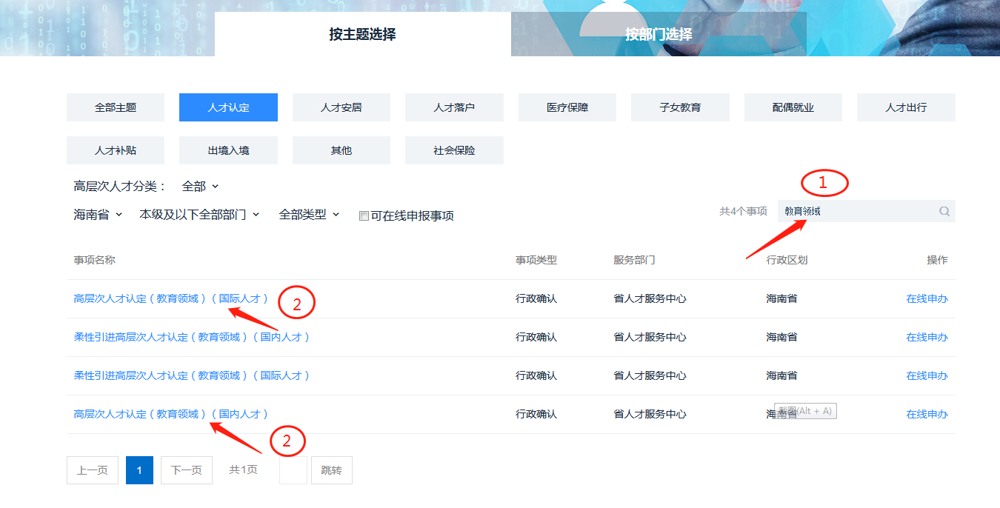 按主题选择 按部门选择
全部主题 人才认定 人才安居 人才落户 医疗保障 子女教育 配偶就业 人才出行
人才补贴 出境入境 其他 社会保险
高层次人才分类： 全部
1
海南省 本级及以下全部部门 全部类型 可在线申报事项 共4个事项 教育领域
事项名称 事项类型 服务部门 行政区划 操作
高层次人才认定（教育领域）（国际人才） 2 行政确认 省人才服务中心 海南省 在线申办
柔性引进高层次人才认定（教育领域）（国内人才） 行政确认 省人才服务中心 海南省 在线申办
柔性引进高层次人才认定（教育领域）（国际人才） 行政确认 省人才服务中心 海南省 在线申办
高层次人才认定（教育领域）（国内人才） 行政确认 省人才服务中心 海南省 (Alt + A) 在线申办
2
上一页 1 下一页 共1页 跳转